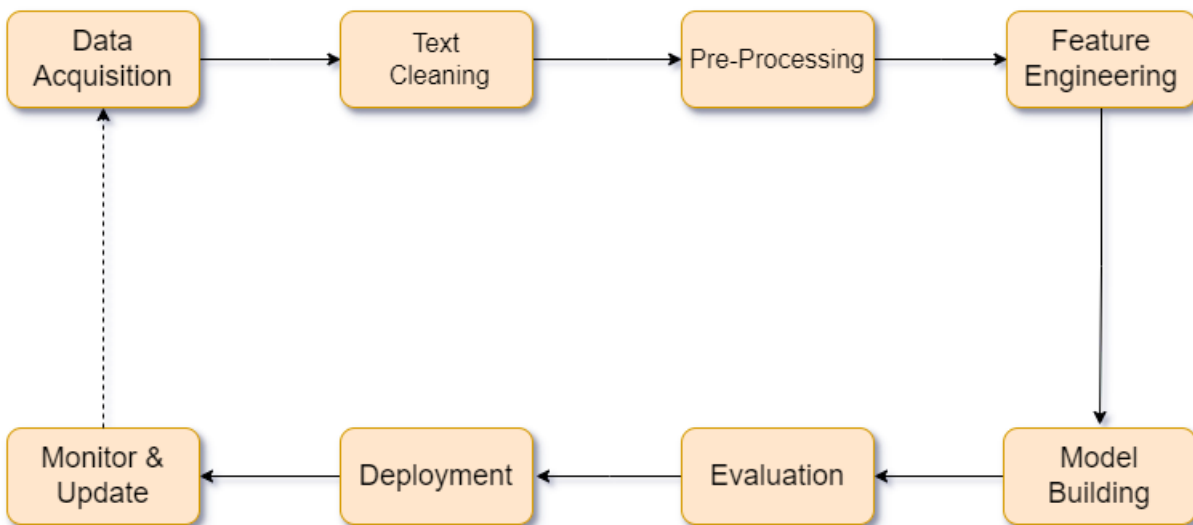 Data
Acquisition
Text
Cleaning
Pre-Processing
Feature
Engineering
Monitor &
Update
Deployment
Evaluation
Model
Building